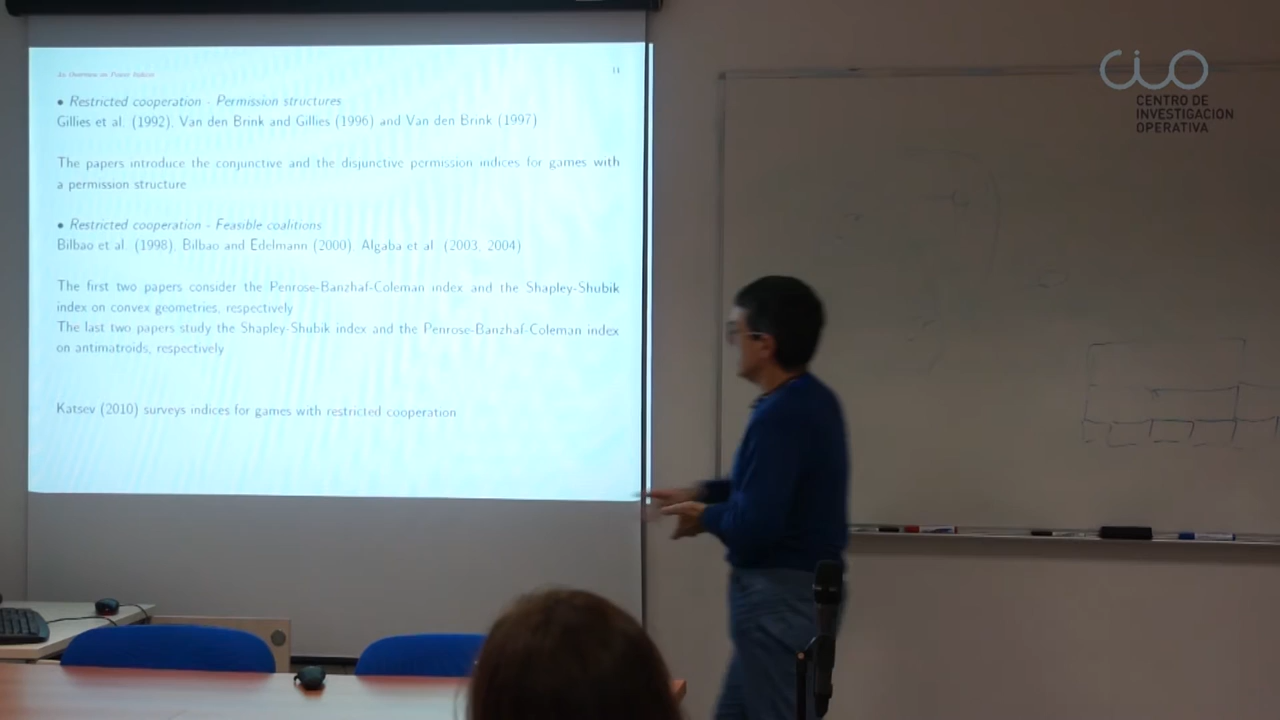 An Overview on Power Indices
14
• Restricted cooperation - Permission structures
Gillies et al. (1992), Van den Brink and Gillies (1996) and Van den Brink (1997)
The papers introduce the conjunctive and the disjunctive permission indices for games with
a permission structure
• Restricted cooperation - Feasible coalitions
Bilbao et al. (1998), Bilbao and Edelmann (2000), Algaba et al. (2003, 2004)
The first two papers consider the Penrose-Banzhaf-Coleman index and the Shapley-Shubik
index on convex geometries, respectively
The last two papers study the Shapley-Shubik index and the Penrose-Banzhaf-Coleman index
on antimatroids, respectively
Katsev (2010) surveys indices for games with restricted cooperation
CIO
CENTRO DE
INVESTIGACION
OPERATIVA